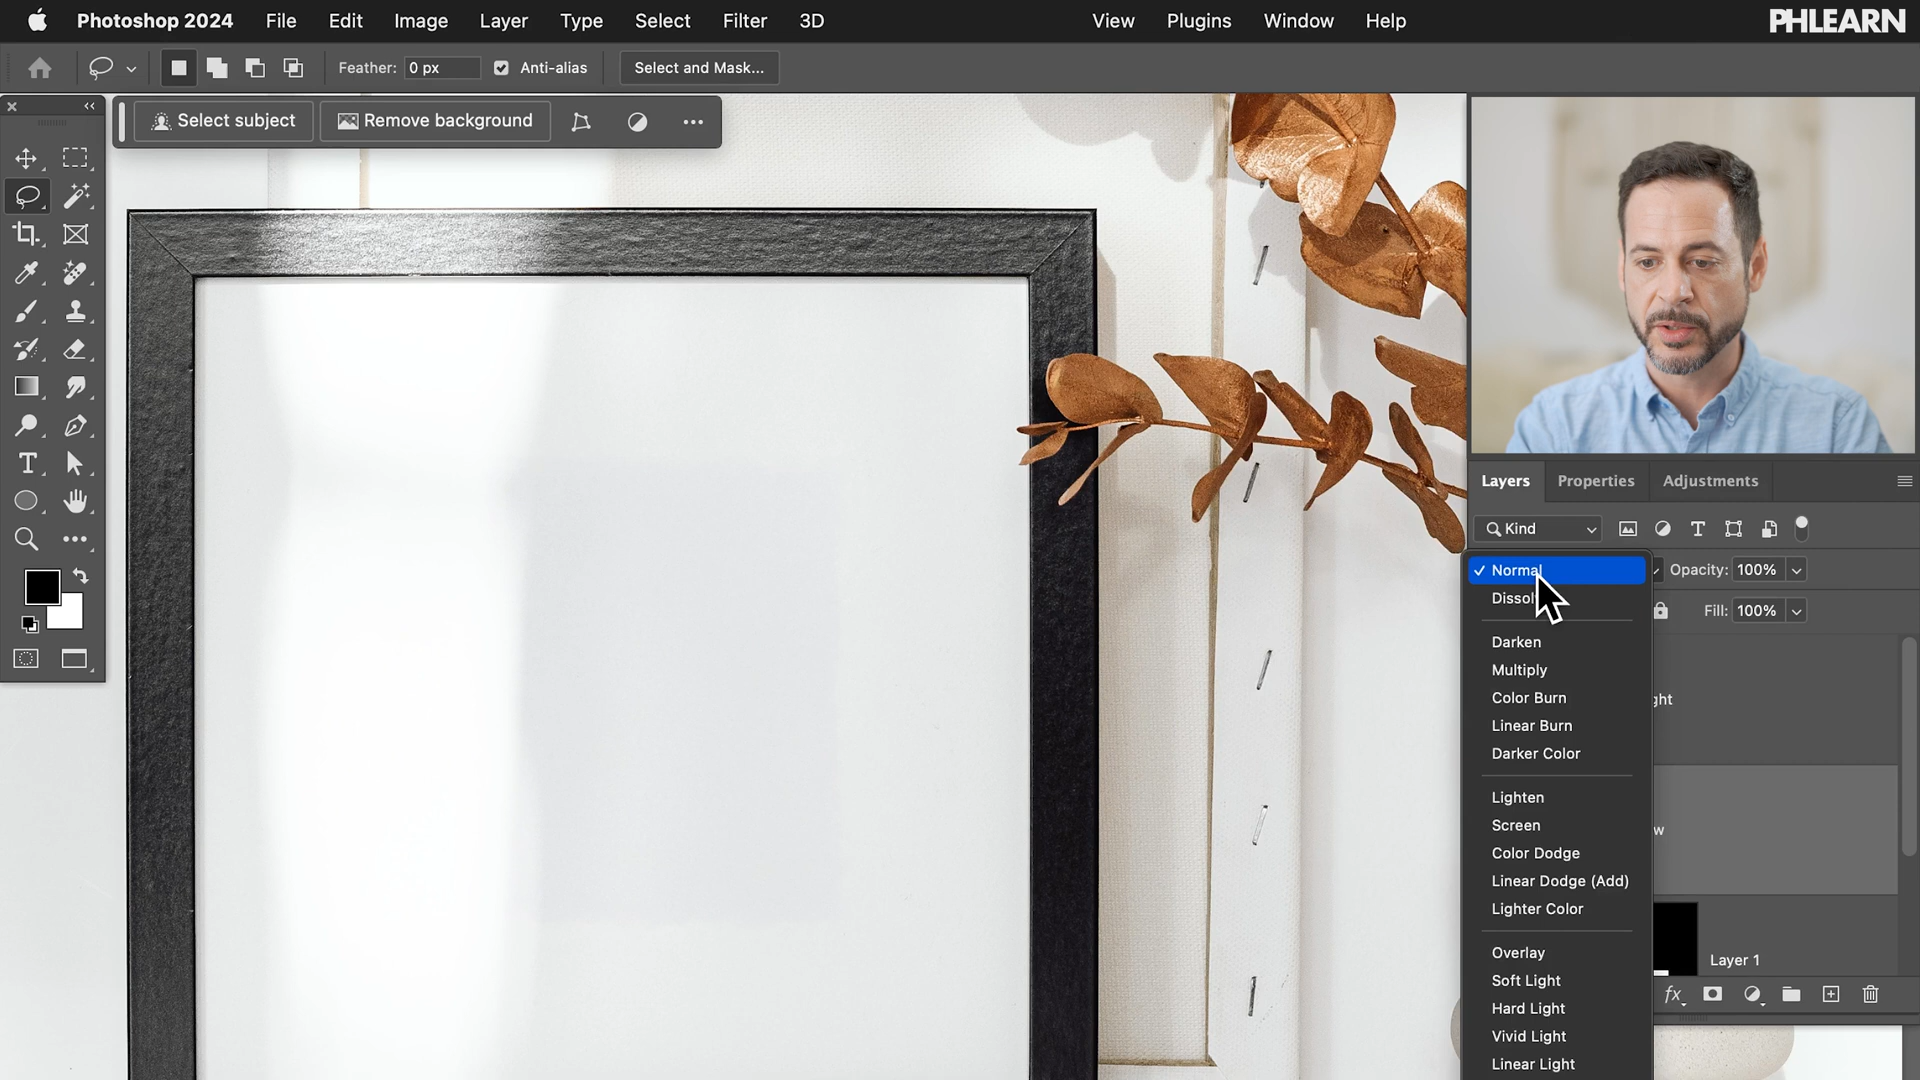 Photoshop 2024 File Edit Image Layer Type Select Filter 3D View Plugins Window Help
PHLEARN
Feather: 0 px Anti-alias Select and Mask...
Select subject Remove background
Layers Properties Adjustments
Kind
Normal
Opacity: 100%
Fill: 100%
Darken
Multiply
Color Burn
Linear Burn
Darker Color
Lighten
Screen
Color Dodge
Linear Dodge (Add)
Lighter Color
Overlay
Soft Light
Hard Light
Vivid Light
Linear Light
Layer 1
fx